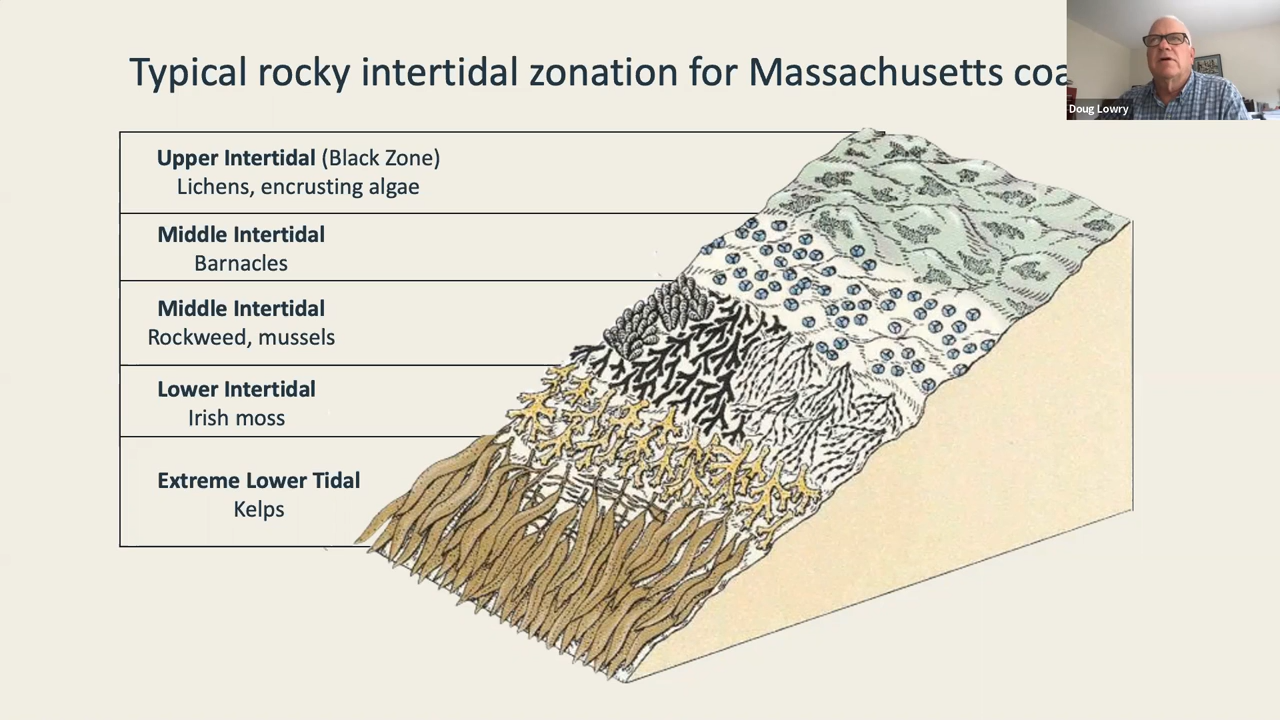 Typical rocky intertidal zonation for Massachusetts coa
Doug Lowry
Upper Intertidal (Black Zone)
Lichens, encrusting algae
Middle Intertidal
Barnacles
Middle Intertidal
Rockweed, mussels
Lower Intertidal
Irish moss
Extreme Lower Tidal
Kelps